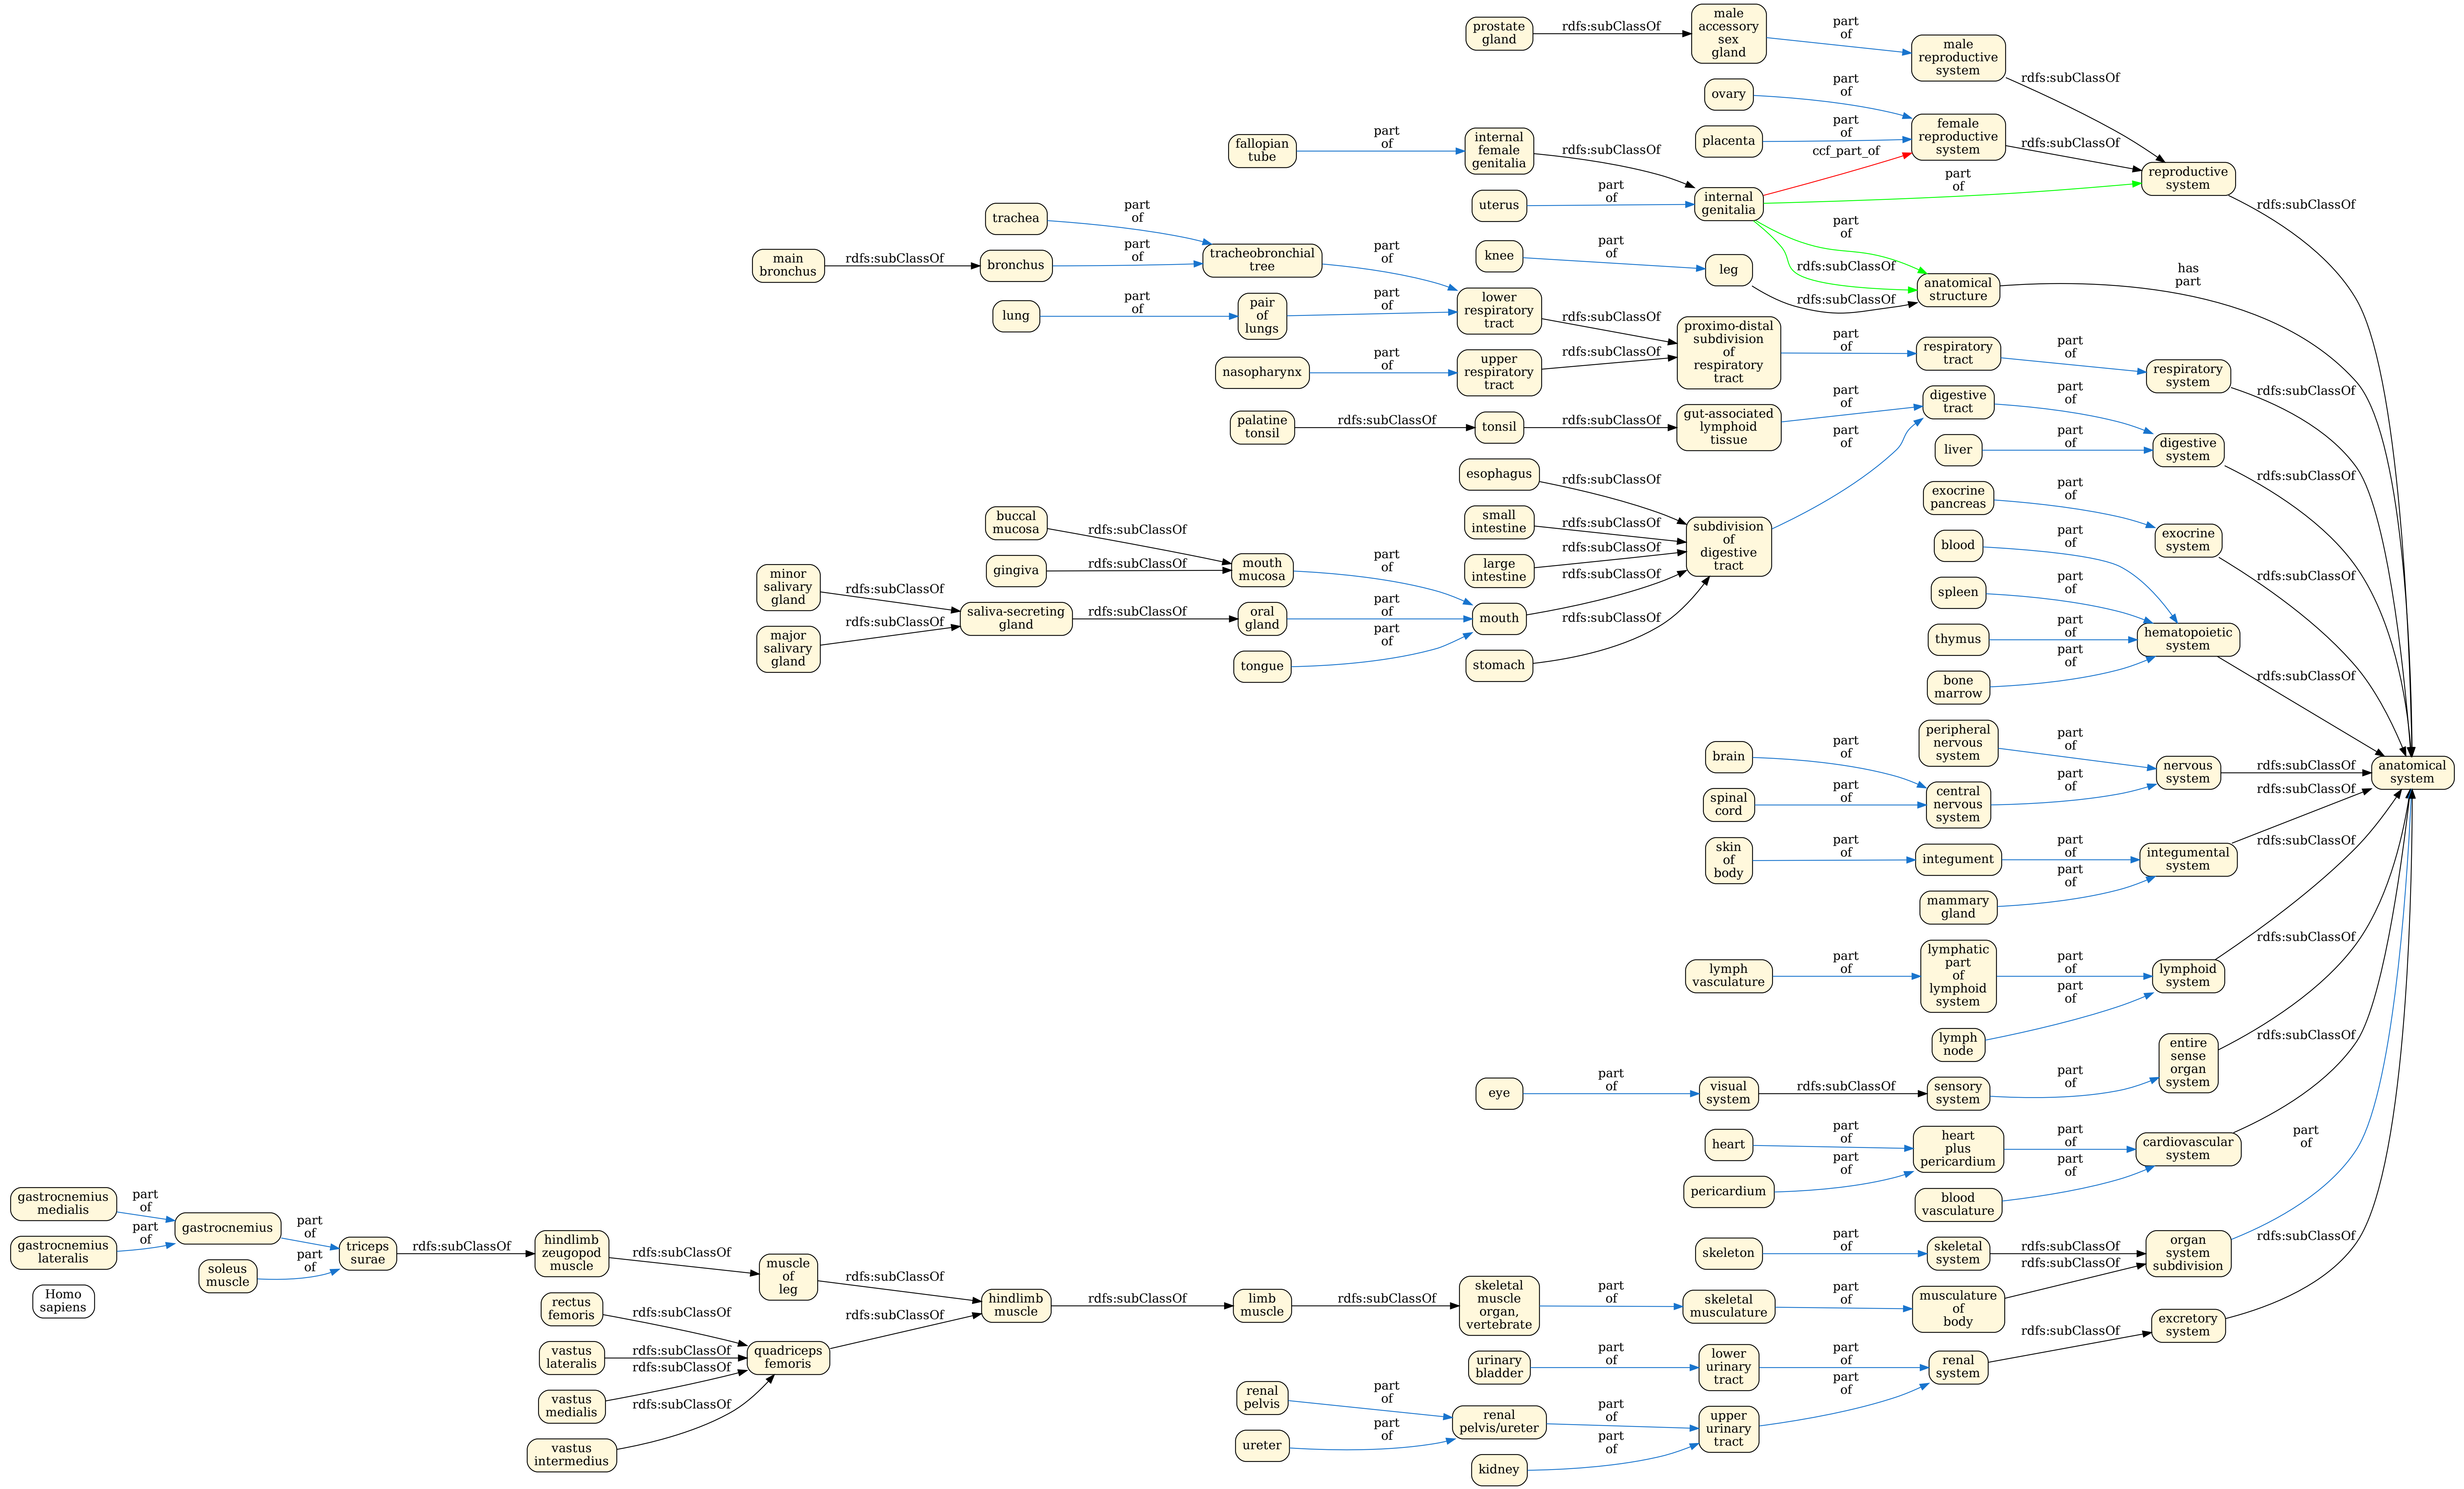 prostate
gland
rdfs:subClassOf
male
accessory
sex
gland
part
of
male
reproductive
system
rdfs:subClassOf
ovary
part
of
placenta
part
of
female
reproductive
system
rdfs:subClassOf
fallopian
tube
part
of
internal
female
genitalia
rdfs:subClassOf
ccf_part_of
reproductive
system
rdfs:subClassOf
uterus
part
of
internal
genitalia
part
of
part
of
rdfs:subClassOf
trachea
part
of
main
bronchus
rdfs:subClassOf
bronchus
part
of
tracheobronchial
tree
part
of
knee
part
of
leg
rdfs:subClassOf
anatomical
structure
has
part
lung
part
of
pair
of
lungs
part
of
lower
respiratory
tract
rdfs:subClassOf
nasopharynx
part
of
upper
respiratory
tract
rdfs:subClassOf
proximo-distal
subdivision
of
respiratory
tract
part
of
respiratory
tract
part
of
respiratory
system
rdfs:subClassOf
palatine
tonsil
rdfs:subClassOf
tonsil
rdfs:subClassOf
gut-associated
lymphoid
tissue
part
of
part
of
digestive
tract
part
of
liver
part
of
digestive
system
rdfs:subClassOf
esophagus
rdfs:subClassOf
small
intestine
rdfs:subClassOf
large
intestine
rdfs:subClassOf
rdfs:subClassOf
rdfs:subClassOf
subdivision
of
digestive
tract
exocrine
pancreas
part
of
exocrine
system
rdfs:subClassOf
buccal
mucosa
rdfs:subClassOf
gingiva
rdfs:subClassOf
mouth
mucosa
part
of
minor
salivary
gland
rdfs:subClassOf
major
salivary
gland
rdfs:subClassOf
saliva-secreting
gland
rdfs:subClassOf
oral
gland
part
of
tongue
part
of
mouth
stomach
blood
part
of
spleen
part
of
thymus
part
of
bone
marrow
part
of
hematopoietic
system
rdfs:subClassOf
brain
part
of
spinal
cord
part
of
peripheral
nervous
system
part
of
central
nervous
system
part
of
nervous
system
rdfs:subClassOf
anatomical
system
skin
of
body
part
of
integument
part
of
mammary
gland
part
of
integumental
system
rdfs:subClassOf
lymph
vasculature
part
of
lymphatic
part
of
lymphoid
system
part
of
lymph
node
part
of
lymphoid
system
rdfs:subClassOf
eye
part
of
visual
system
rdfs:subClassOf
sensory
system
part
of
entire
sense
organ
system
rdfs:subClassOf
heart
part
of
pericardium
part
of
heart
plus
pericardium
part
of
blood
vasculature
part
of
cardiovascular
system
rdfs:subClassOf
gastrocnemius
medialis
part
of
gastrocnemius
lateralis
part
of
gastrocnemius
part
of
soleus
muscle
part
of
triceps
surae
rdfs:subClassOf
hindlimb
zeugopod
muscle
rdfs:subClassOf
muscle
of
leg
rdfs:subClassOf
Homo
sapiens
rectus
femoris
rdfs:subClassOf
vastus
lateralis
rdfs:subClassOf
vastus
medialis
rdfs:subClassOf
vastus
intermedius
rdfs:subClassOf
quadriceps
femoris
rdfs:subClassOf
hindlimb
muscle
rdfs:subClassOf
limb
muscle
rdfs:subClassOf
skeletal
muscle
organ,
vertebrate
part
of
skeletal
musculature
part
of
musculature
of
body
rdfs:subClassOf
skeleton
part
of
skeletal
system
rdfs:subClassOf
organ
system
subdivision
part
of
urinary
bladder
part
of
lower
urinary
tract
part
of
renal
pelvis
part
of
ureter
part
of
renal
pelvis/ureter
part
of
kidney
part
of
upper
urinary
tract
part
of
renal
system
rdfs:subClassOf
excretory
system
rdfs:subClassOf